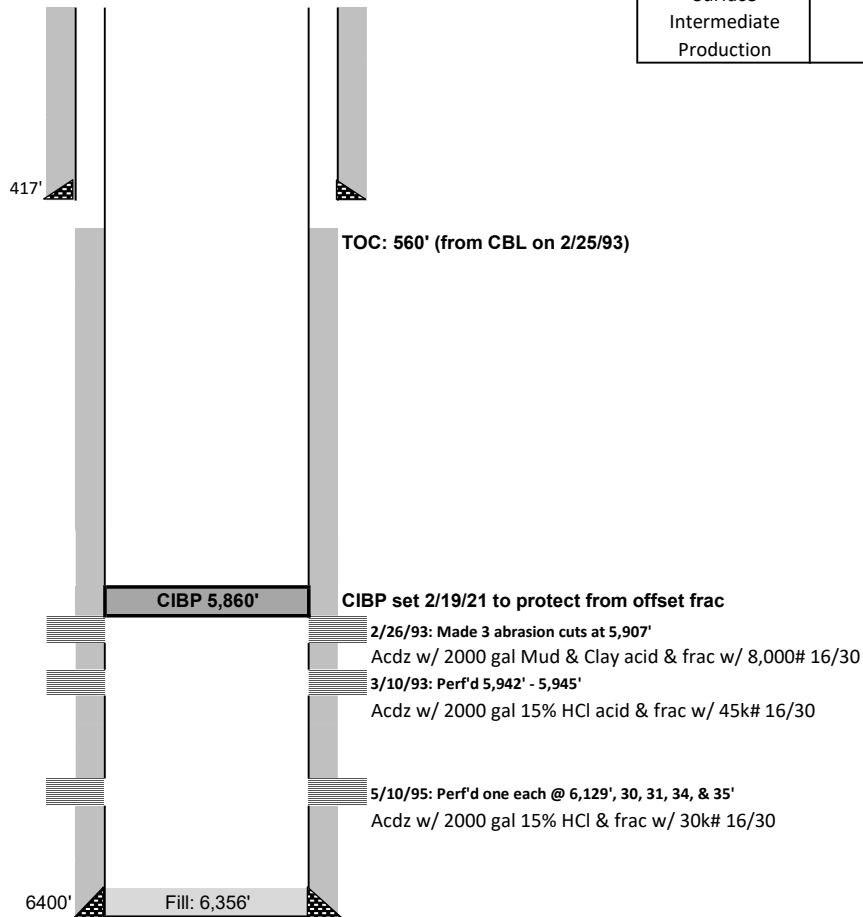 Intermediate
Production
417'
TOC: 560' (from CBL on 2/25/93)
CIBP 5,860'
CIBP set 2/19/21 to protect from offset frac
2/26/93: Made 3 abrasion cuts at 5,907'
Acdz w/ 2000 gal Mud & Clay acid & frac w/ 8,000# 16/30
3/10/93: Perf'd 5,942' - 5,945'
Acdz w/ 2000 gal 15% HCl acid & frac w/ 45k# 16/30
5/10/95: Perf'd one each @ 6,129', 30, 31, 34, & 35'
Acdz w/ 2000 gal 15% HCl & frac w/ 30k# 16/30
6400'
Fill: 6,356'